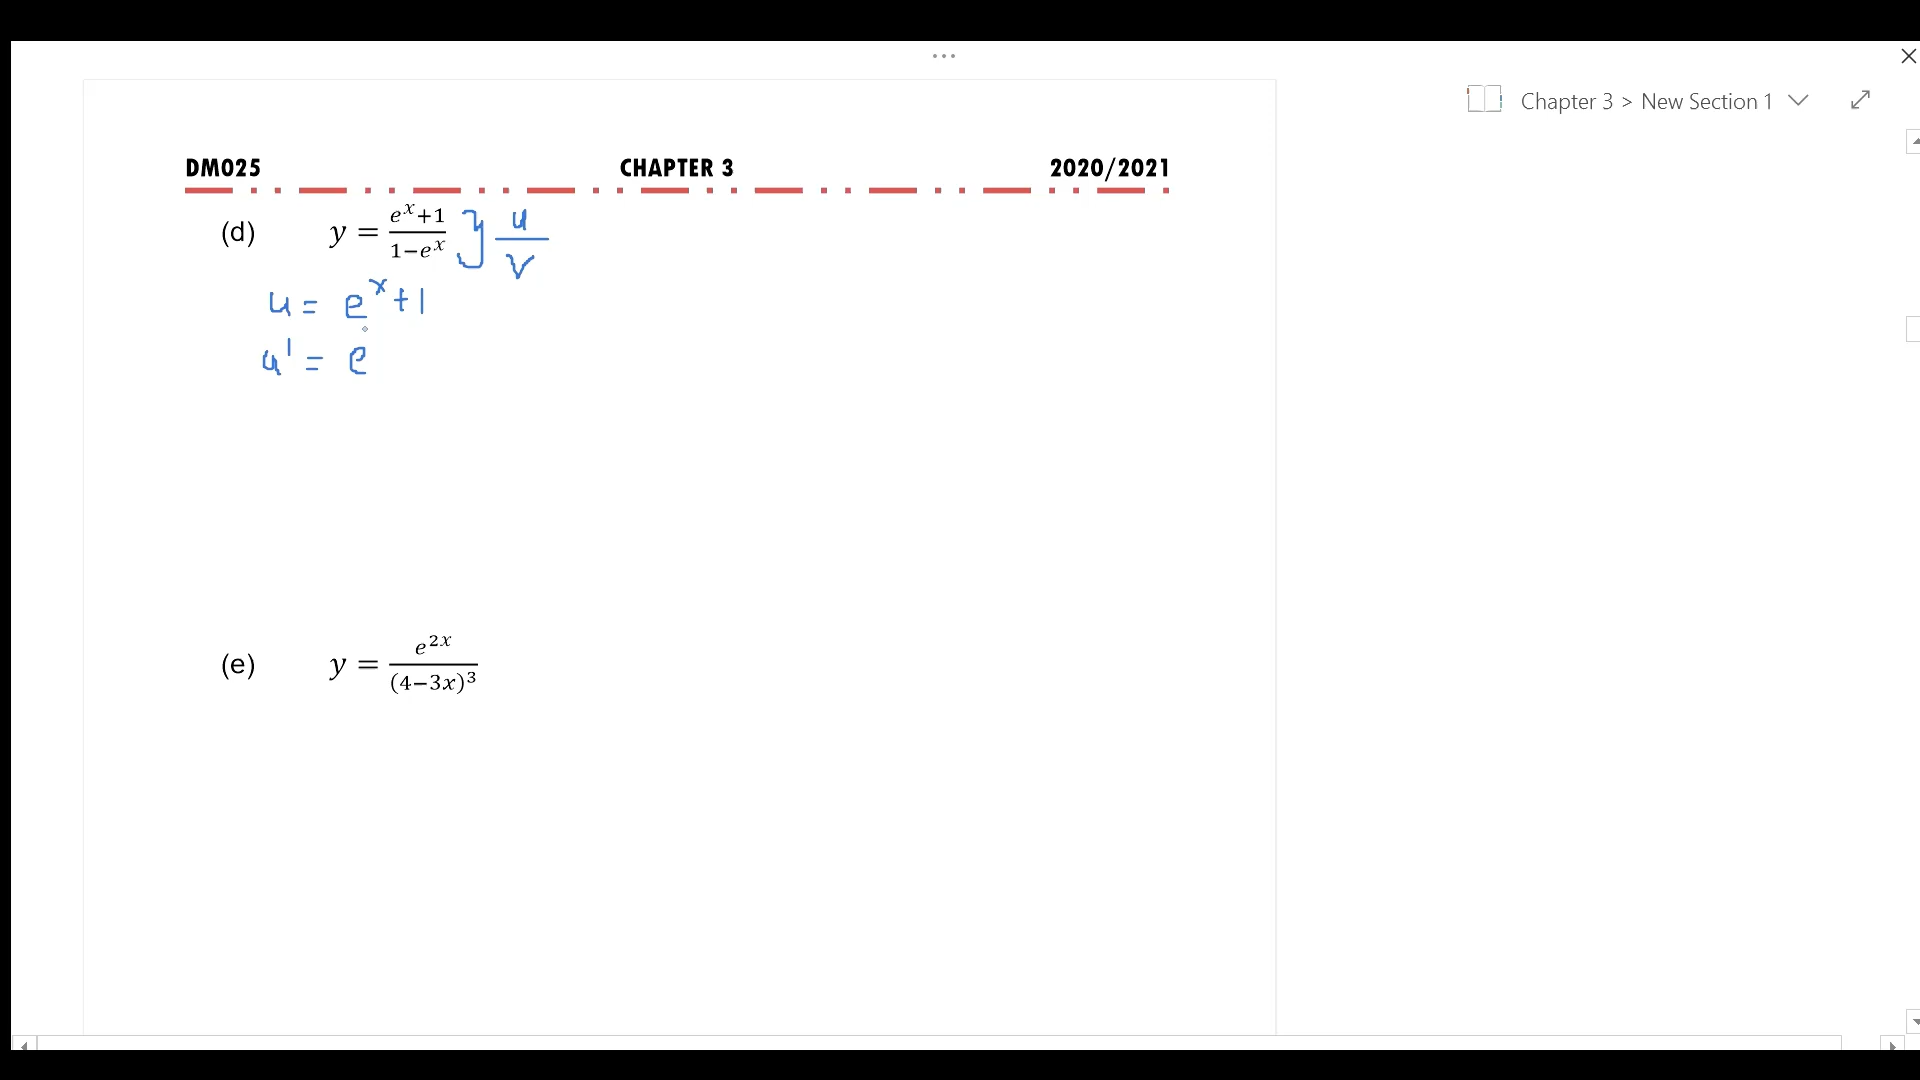 ...
Chapter 3 > New Section 1
DM025 CHAPTER 3 2020/2021
(d) y = (e^x+1)/(1−e^x) } u/v
u = e^x + 1
u' = e
(e) y = e^(2x)/(4−3x)^3